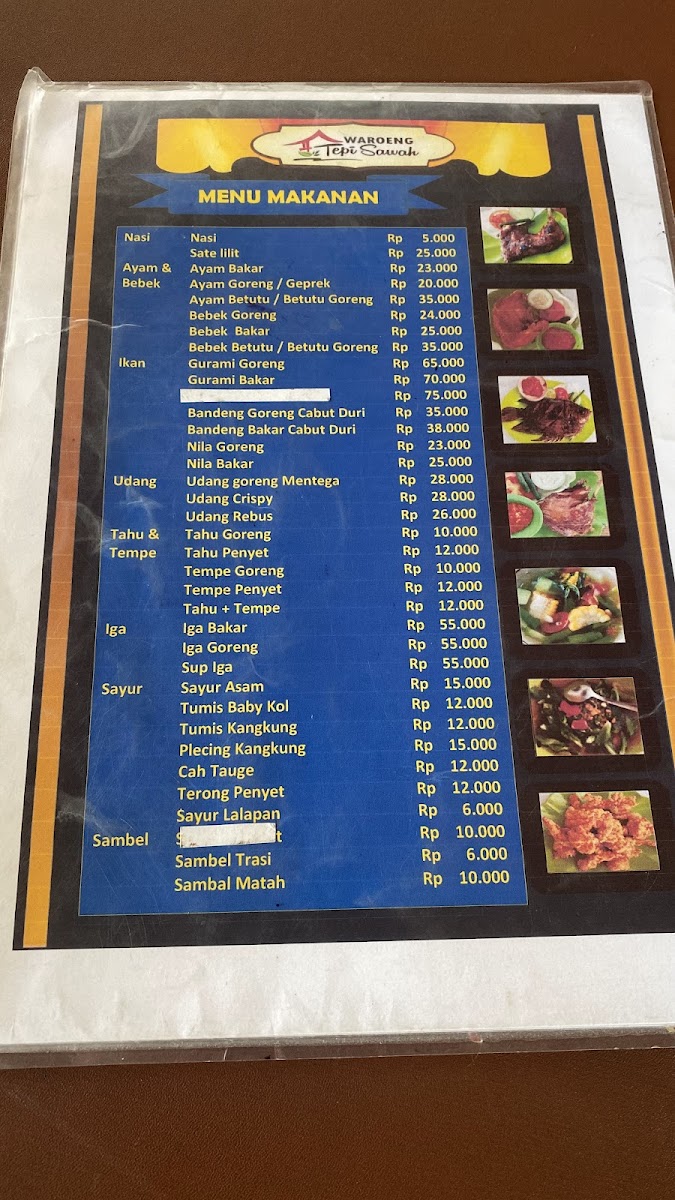 WAROENG
Tepi Sawah
MENU MAKANAN
Nasi Nasi Rp 5.000
Sate lilit Rp 25.000
Ayam & Ayam Bakar Rp 23.000
Bebek Ayam Goreng / Geprek Rp 20.000
Ayam Betutu / Betutu Goreng Rp 35.000
Bebek Goreng Rp 24.000
Bebek Bakar Rp 25.000
Bebek Betutu / Betutu Goreng Rp 35.000
Ikan Gurami Goreng Rp 65.000
Gurami Bakar Rp 70.000
Rp 75.000
Bandeng Goreng Cabut Duri Rp 35.000
Bandeng Bakar Cabut Duri Rp 38.000
Nila Goreng Rp 23.000
Nila Bakar Rp 25.000
Udang Udang goreng Mentega Rp 28.000
Udang Crispy Rp 28.000
Udang Rebus Rp 26.000
Tahu & Tahu Goreng Rp 10.000
Tempe Tahu Penyet Rp 12.000
Tempe Goreng Rp 10.000
Tempe Penyet Rp 12.000
Tahu + Tempe Rp 12.000
Iga Iga Bakar Rp 55.000
Iga Goreng Rp 55.000
Sup Iga Rp 55.000
Sayur Sayur Asam Rp 15.000
Tumis Baby Kol Rp 12.000
Tumis Kangkung Rp 12.000
Plecing Kangkung Rp 15.000
Cah Tauge Rp 12.000
Terong Penyet Rp 12.000
Sayur Lalapan Rp 6.000
Sambel Rp 10.000
Sambel Trasi Rp 6.000
Sambal Matah Rp 10.000